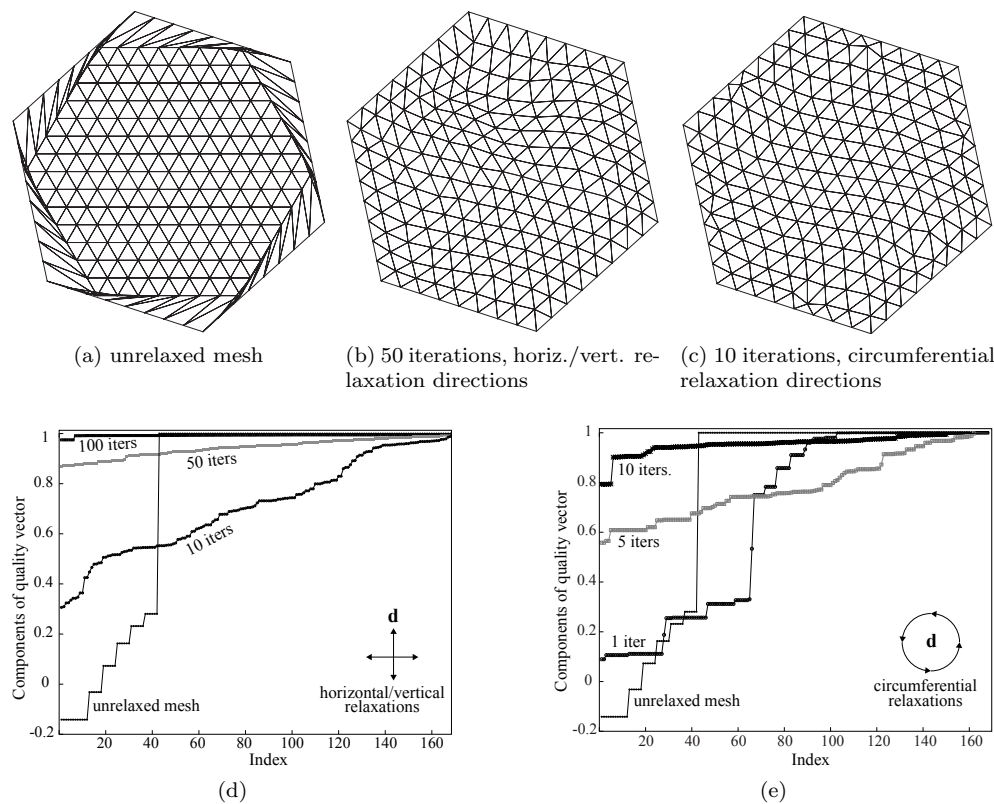 (a) unrelaxed mesh
(b) 50 iterations, horiz./vert. re-
laxation directions
(c) 10 iterations, circumferential
relaxation directions
Components of quality vector
1
0.8
0.6
0.4
0.2
0
-0.2
100 iters
50 iters
10 iters
unrelaxed mesh
d
horizontal/vertical
relaxations
20 40 60 80 100 120 140 160
Index
(d)
Components of quality vector
1
0.8
0.6
0.4
0.2
0
-0.2
10 iters.
5 iters
1 iter
unrelaxed mesh
d
circumferential
relaxations
20 40 60 80 100 120 140 160
Index
(e)